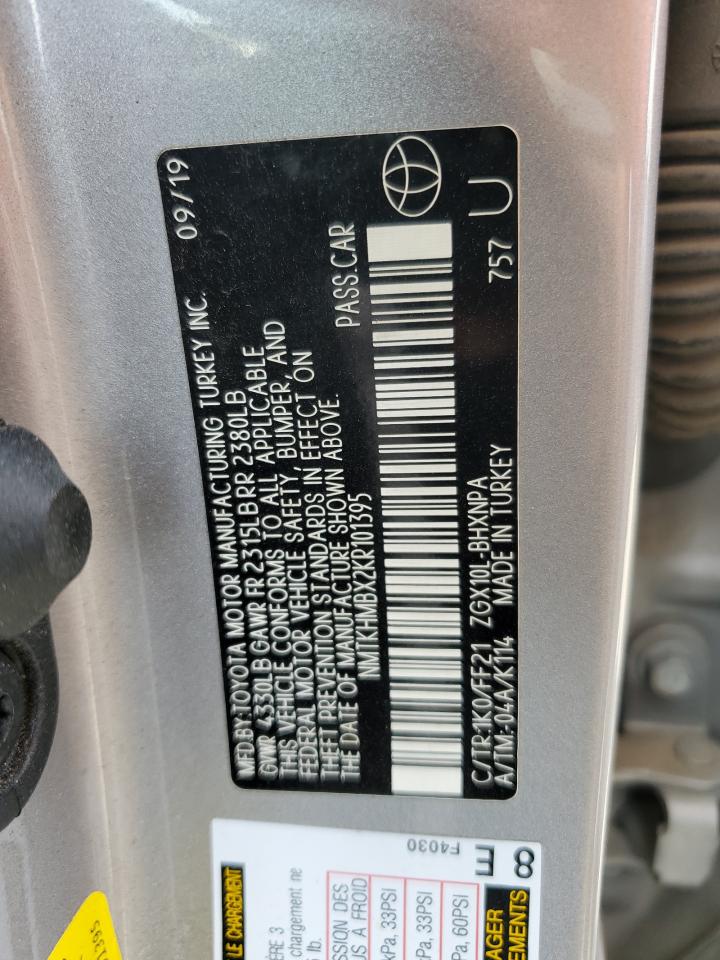 MFD.BY:TOYOTA MOTOR MANUFACTURING TURKEY INC. 09/19
GVWR 4330LB GAWR FR 2315LB RR 2380LB
THIS VEHICLE CONFORMS TO ALL APPLICABLE
FEDERAL MOTOR VEHICLE SAFETY, BUMPER, AND
THEFT PREVENTION STANDARDS IN EFFECT ON
THE DATE OF MANUFACTURE SHOWN ABOVE.
NMTKHMBX2KR101395 PASS.CAR
C/TR:1K0/FF21 ZGX10L-BHXNPA
A/TM:-04A/K114 MADE IN TURKEY 757 U
LE CHARGEMENT
ÈRE 3
chargement ne
lb.
SSION DES
US À FROID
kPa, 33PSI
Pa, 33PSI
Pa, 60PSI
AGER
EMENTS
F4030
8
E
1395